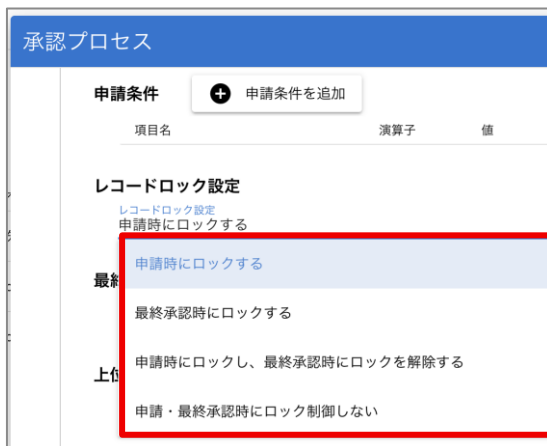 承認プロセス
申請条件
申請条件を追加
項目名 演算子 値
レコードロック設定
レコードロック設定
申請時にロックする
申請時にロックする
最終
最終承認時にロックする
申請時にロックし、最終承認時にロックを解除する
上位
申請・最終承認時にロック制御しない